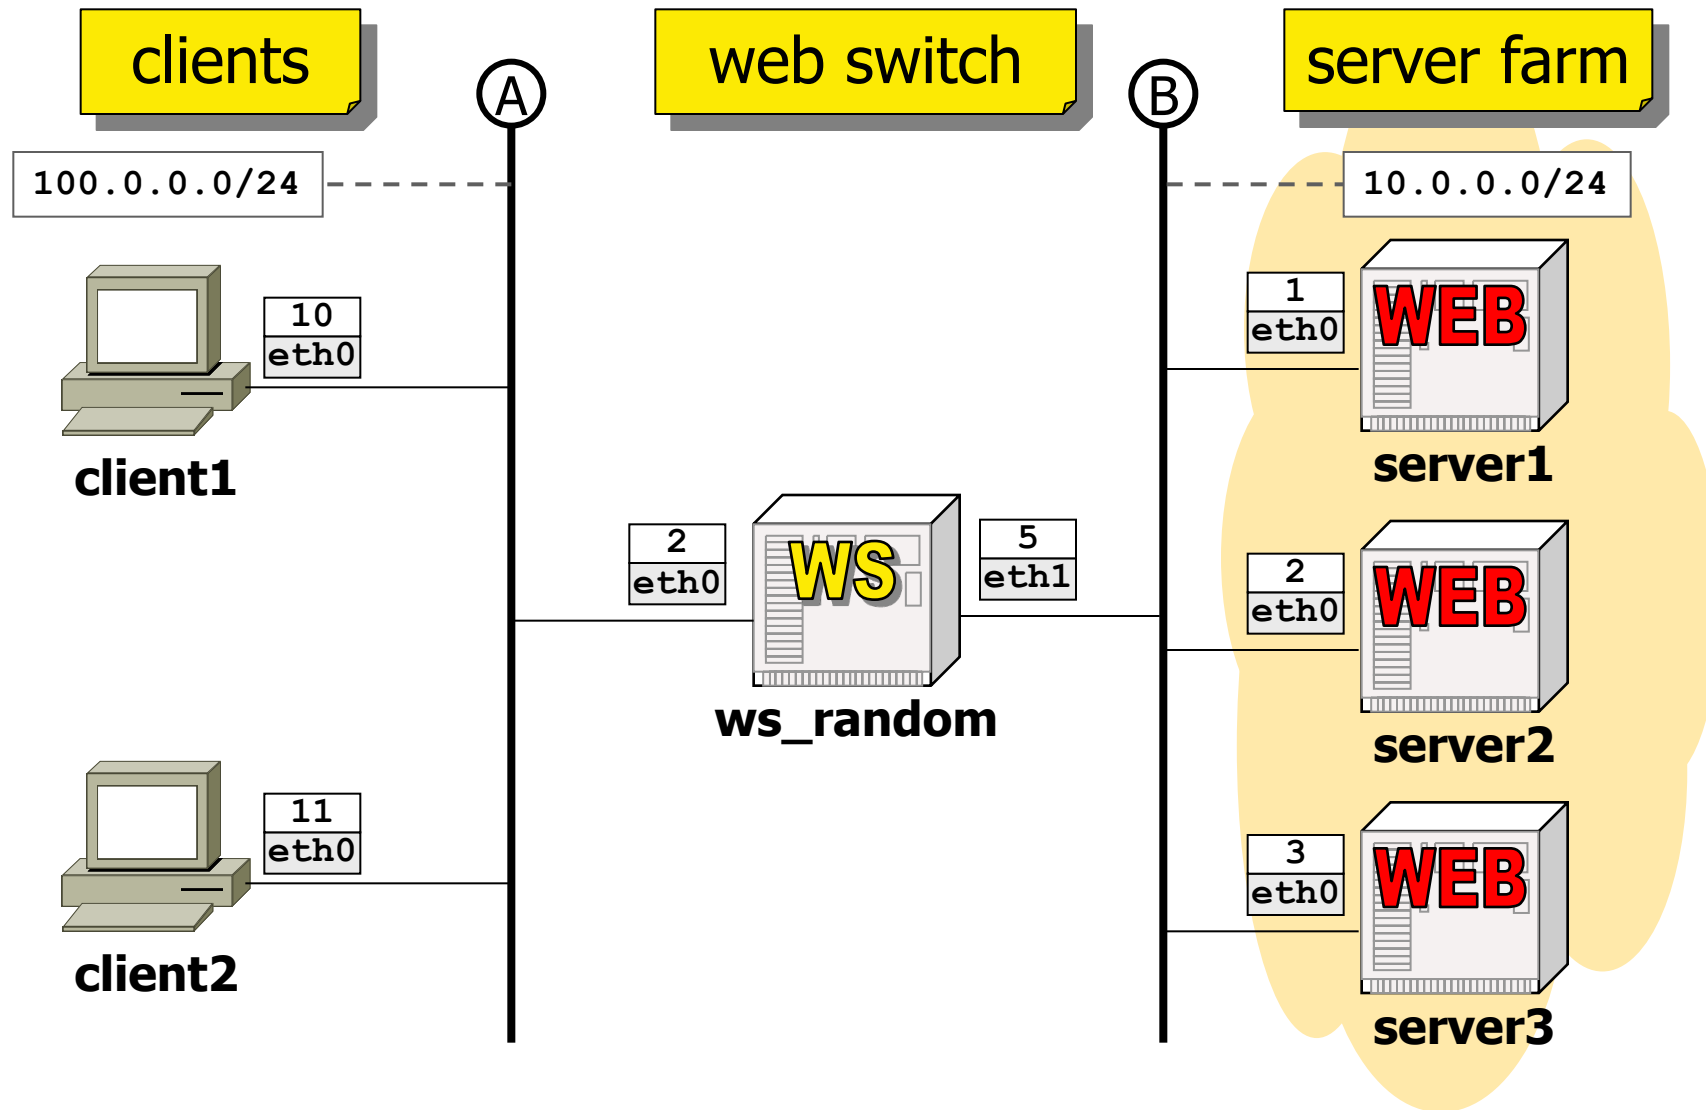 clients
A
web switch
B
server farm
100.0.0.0/24
10.0.0.0/24
10
eth0
client1
1
eth0
WEB
server1
2
eth0
WS
5
eth1
ws_random
2
eth0
WEB
server2
11
eth0
client2
3
eth0
WEB
server3